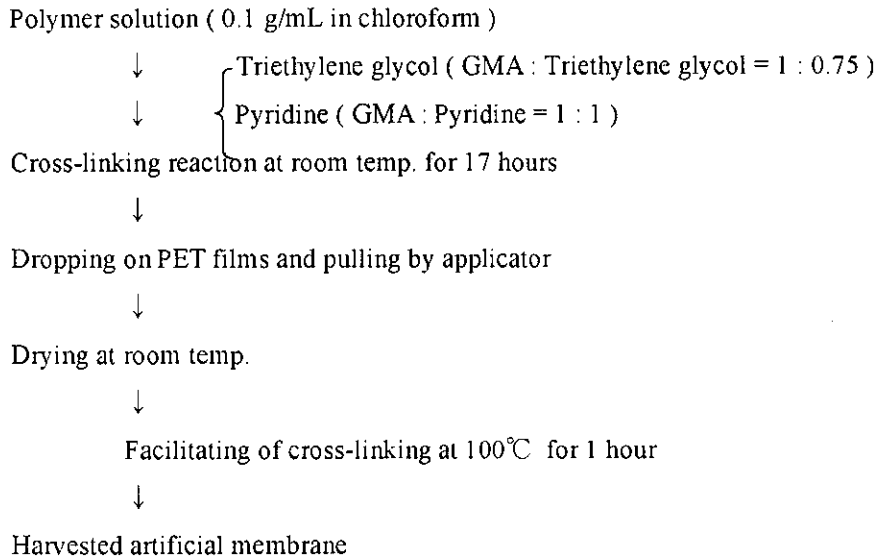 Polymer solution ( 0.1 g/mL in chloroform )
↓
Triethylene glycol ( GMA : Triethylene glycol = 1 : 0.75 )
↓
Pyridine ( GMA : Pyridine = 1 : 1 )
Cross-linking reaction at room temp. for 17 hours
↓
Dropping on PET films and pulling by applicator
↓
Drying at room temp.
↓
Facilitating of cross-linking at 100℃ for 1 hour
↓
Harvested artificial membrane